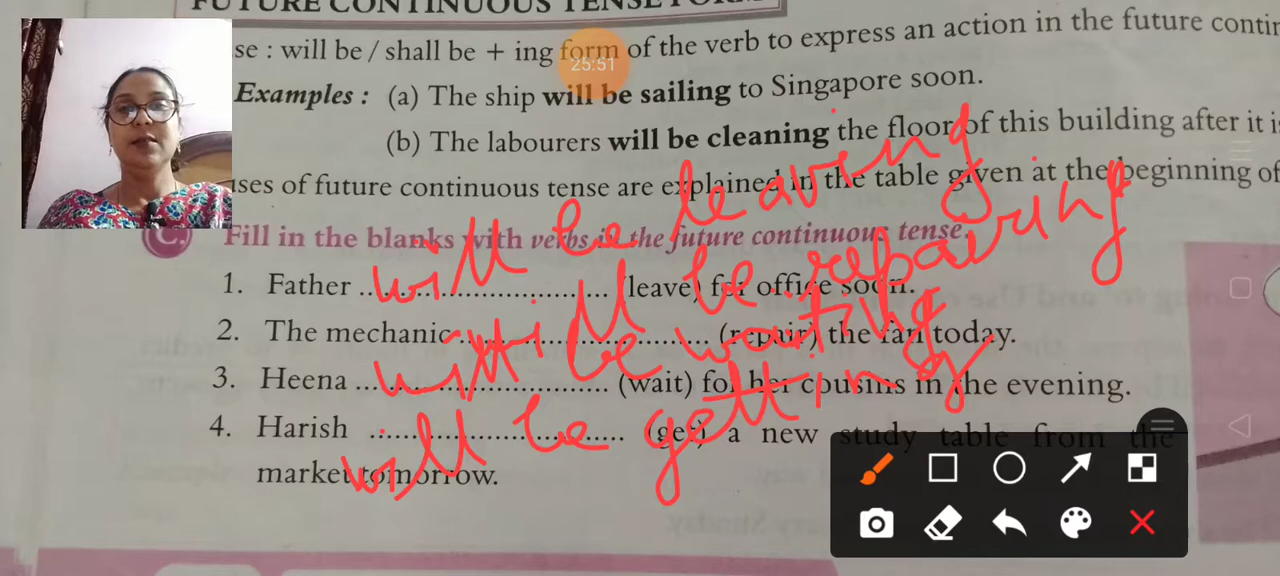 FUTURE CONTINUOUS TENSE FORM
se : will be / shall be + ing form of the verb to express an action in the future contin
25:51
Examples : (a) The ship will be sailing to Singapore soon.
(b) The labourers will be cleaning the floor of this building after it is
ses of future continuous tense are explained in the table given at the beginning of
C. Fill in the blanks with verbs in the future continuous tense.
will be leaving
1. Father .............................. (leave) for office soon.
will be repairing
2. The mechanic .............................. (repair) the fan today.
will be waiting
3. Heena .............................. (wait) for her cousins in the evening.
will be getting
4. Harish .............................. (get) a new study table from the
market tomorrow.